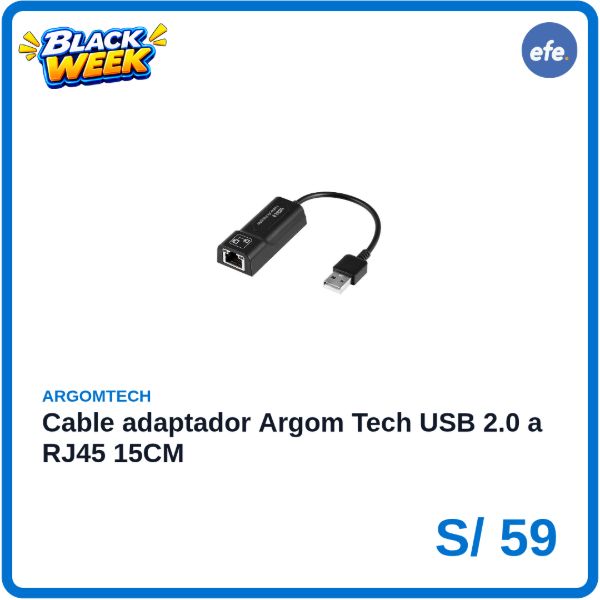 BLACK
WEEK
efe.
ARGOMTECH
Cable adaptador Argom Tech USB 2.0 a
RJ45 15CM
S/ 59